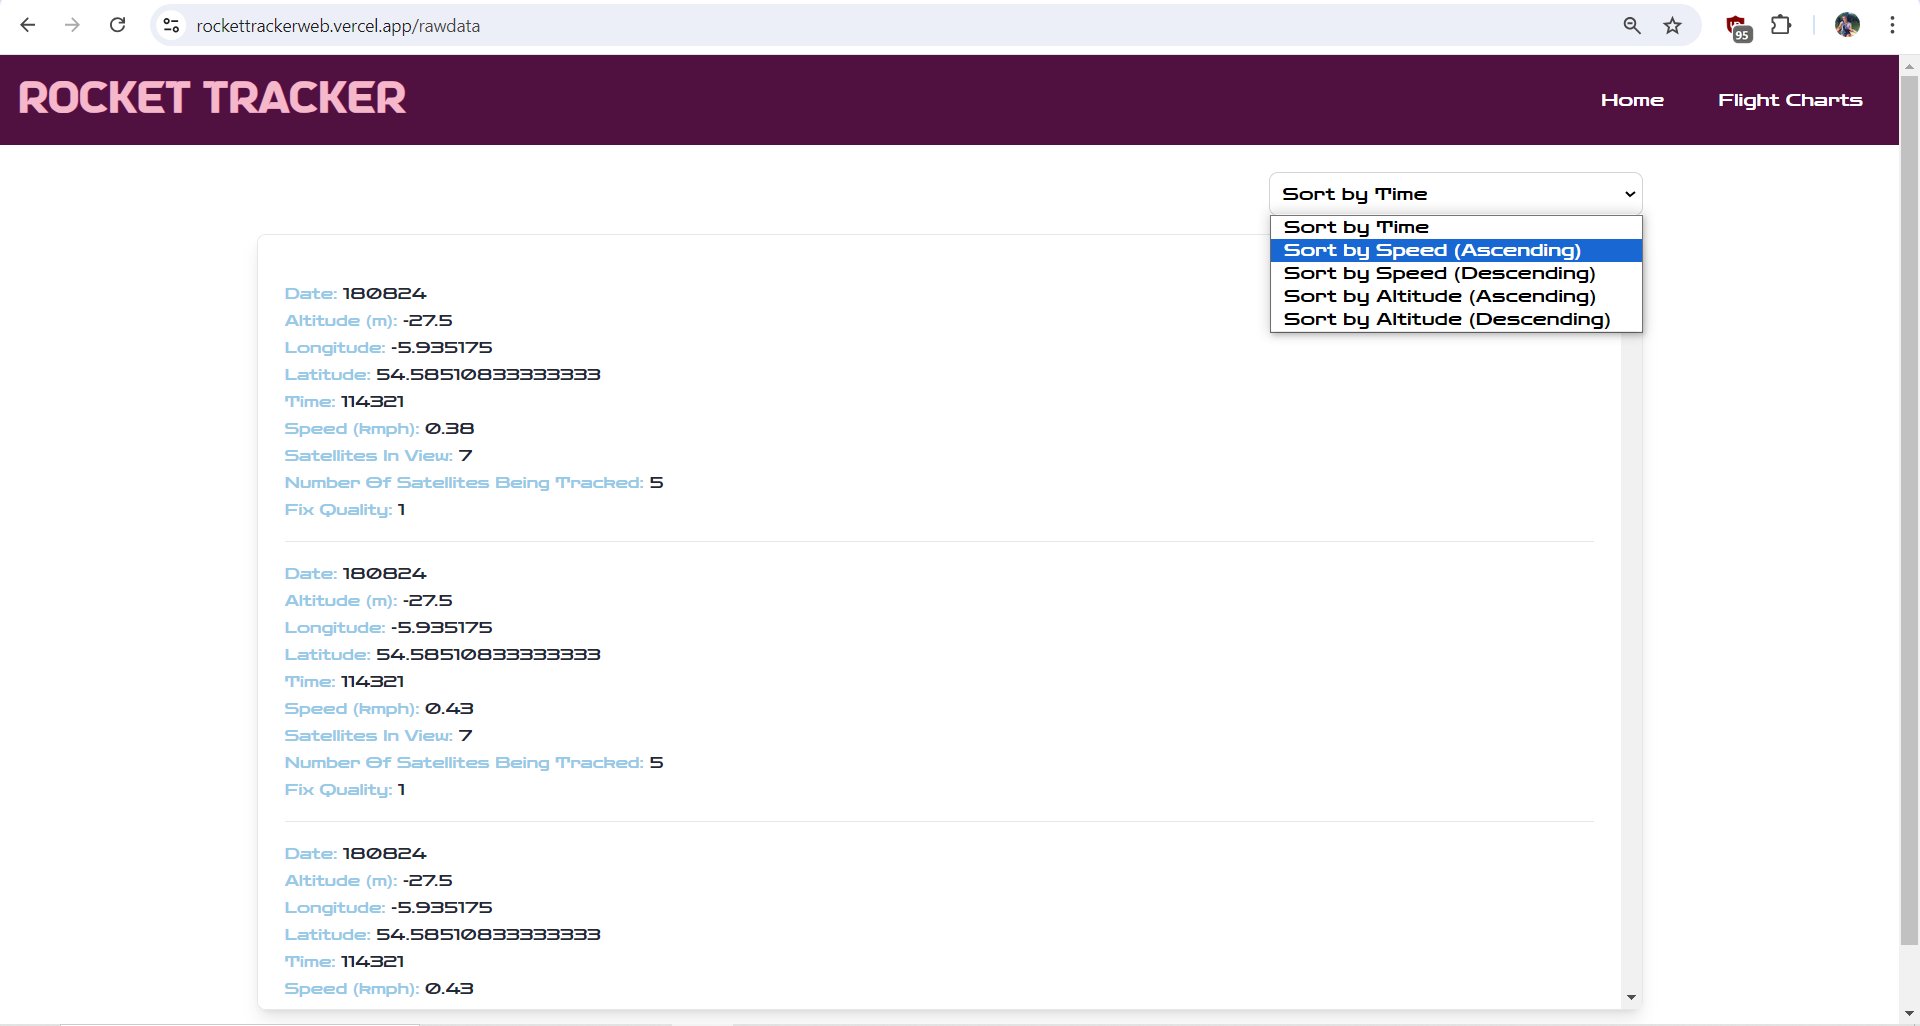 rockettrackerweb.vercel.app/rawdata
95
ROCKET TRACKER
Home
Flight Charts
Sort by Time
Sort by Time
Sort by Speed (Ascending)
Sort by Speed (Descending)
Sort by Altitude (Ascending)
Sort by Altitude (Descending)
Date: 180824
Altitude (m): -27.5
Longitude: -5.935175
Latitude: 54.58510833333333
Time: 114321
Speed (kmph): 0.38
Satellites In View: 7
Number Of Satellites Being Tracked: 5
Fix Quality: 1
Date: 180824
Altitude (m): -27.5
Longitude: -5.935175
Latitude: 54.58510833333333
Time: 114321
Speed (kmph): 0.43
Satellites In View: 7
Number Of Satellites Being Tracked: 5
Fix Quality: 1
Date: 180824
Altitude (m): -27.5
Longitude: -5.935175
Latitude: 54.58510833333333
Time: 114321
Speed (kmph): 0.43